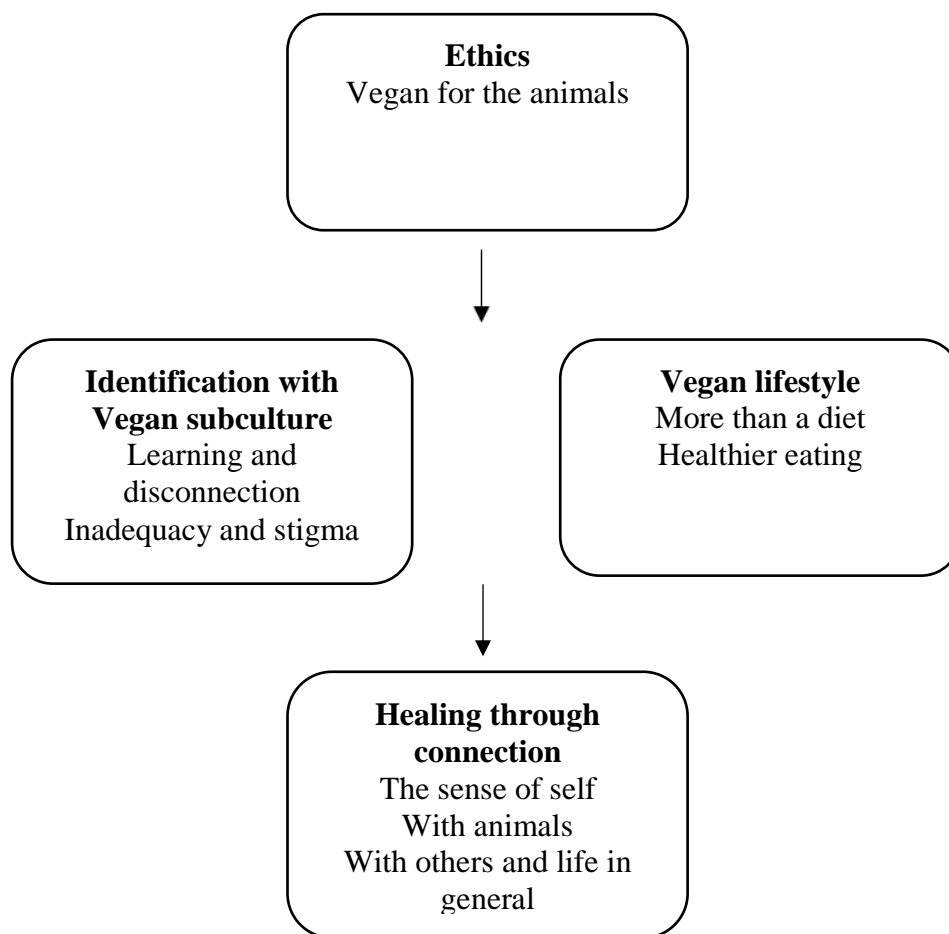 Ethics
Vegan for the animals
Identification with
Vegan subculture
Learning and
disconnection
Inadequacy and stigma
Vegan lifestyle
More than a diet
Healthier eating
Healing through
connection
The sense of self
With animals
With others and life in
general